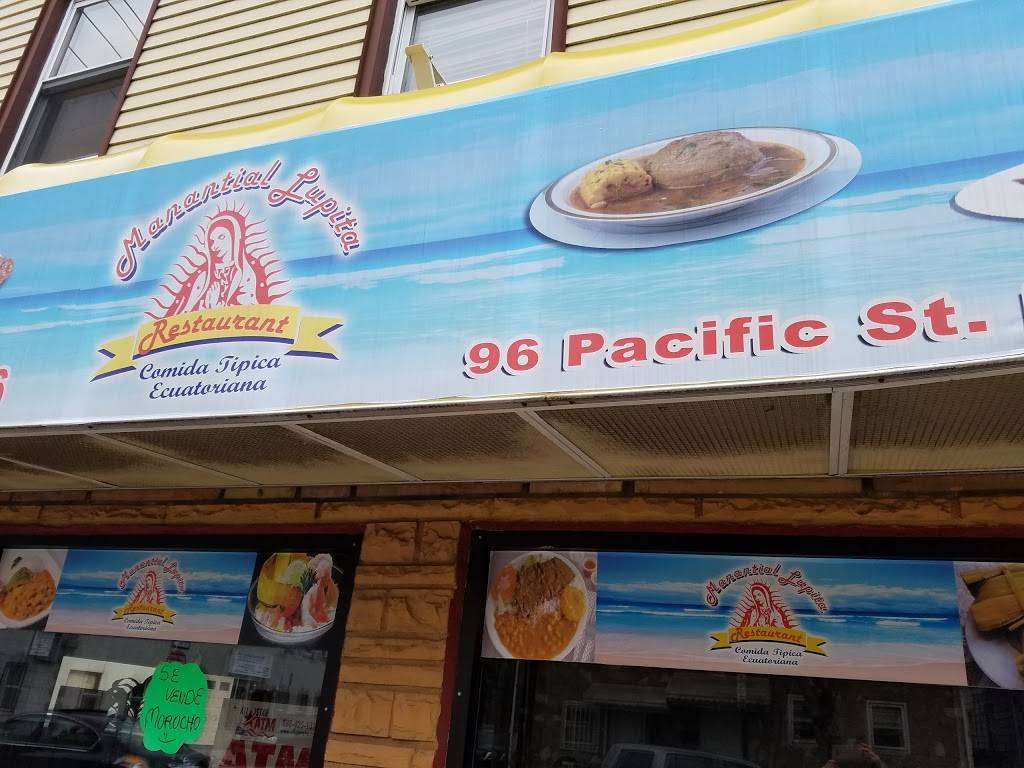 Manantial Lupita
Restaurant
Comida Tipica
Ecuatoriana
96 Pacific St.
Manantial Lupita
Restaurant
Comida Tipica
Ecuatoriana
Manantial Lupita
Restaurant
Comida Tipica
Ecuatoriana
SE
VENDE
MOROCHO